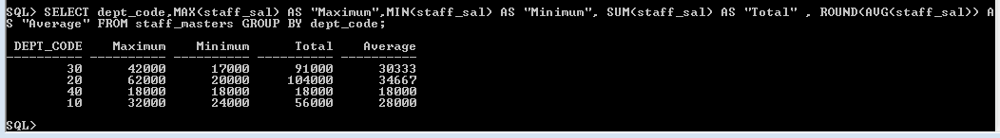 SQL> SELECT dept_code,MAX(staff_sal) AS "Maximum",MIN(staff_sal) AS "Minimum", SUM(staff_sal) AS "Total" , ROUND(AVG(staff_sal)) A
S "Average" FROM staff_masters GROUP BY dept_code;
DEPT_CODE Maximum Minimum Total Average
---------- ---------- ---------- ---------- ----------
30 42000 17000 91000 30333
20 62000 20000 104000 34667
40 18000 18000 18000 18000
10 32000 24000 56000 28000
SQL>